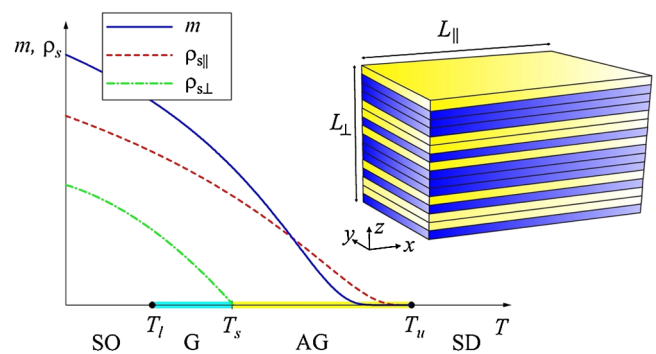 m, ρs
m
ρs∥
ρs⊥
L∥
L⊥
y z x
Tl Ts Tu T
SO G AG SD